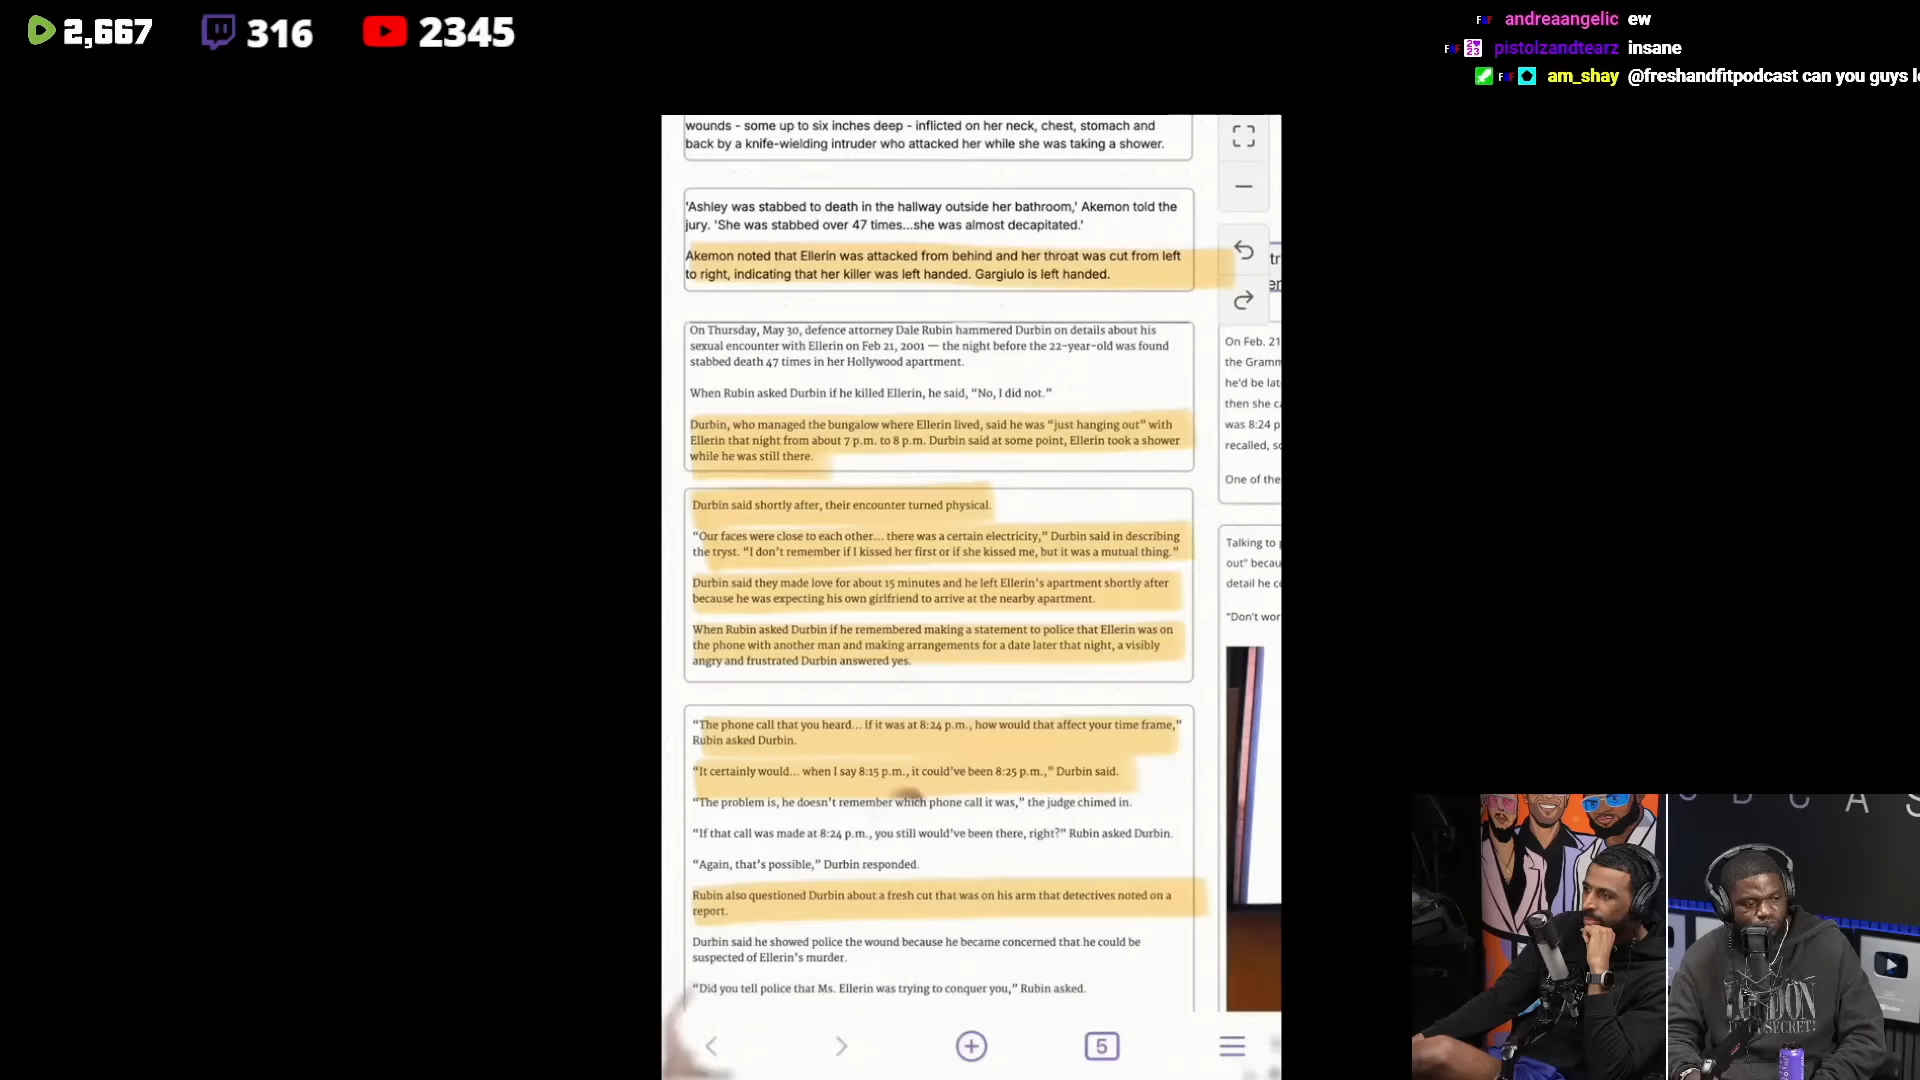 2,667
316
2345
andreaangelic ew
pistolzandtearz insane
am_shay @freshandfitpodcast can you guys
wounds - some up to six inches deep - inflicted on her neck, chest, stomach and
back by a knife-wielding intruder who attacked her while she was taking a shower.
'Ashley was stabbed to death in the hallway outside her bathroom,' Akemon told the
jury. 'She was stabbed over 47 times...she was almost decapitated.'
Akemon noted that Ellerin was attacked from behind and her throat was cut from left
to right, indicating that her killer was left handed. Gargiulo is left handed.
On Thursday, May 30, defence attorney Dale Rubin hammered Durbin on details about his
sexual encounter with Ellerin on Feb 21, 2001 — the night before the 22-year-old was found
stabbed death 47 times in her Hollywood apartment.
When Rubin asked Durbin if he killed Ellerin, he said, “No, I did not.”
Durbin, who managed the bungalow where Ellerin lived, said he was “just hanging out” with
Ellerin that night from about 7 p.m. to 8 p.m. Durbin said at some point, Ellerin took a shower
while he was still there.
Durbin said shortly after, their encounter turned physical.
“Our faces were close to each other... there was a certain electricity,” Durbin said in describing
the tryst. “I don’t remember if I kissed her first or if she kissed me, but it was a mutual thing.”
Durbin said they made love for about 15 minutes and he left Ellerin’s apartment shortly after
because he was expecting his own girlfriend to arrive at the nearby apartment.
When Rubin asked Durbin if he remembered making a statement to police that Ellerin was on
the phone with another man and making arrangements for a date later that night, a visibly
angry and frustrated Durbin answered yes.
“The phone call that you heard... if it was at 8:24 p.m., how would that affect your time frame,”
Rubin asked Durbin.
“It certainly would... when I say 8:15 p.m., it could’ve been 8:25 p.m.,” Durbin said.
“The problem is, he doesn’t remember which phone call it was,” the judge chimed in.
“If that call was made at 8:24 p.m., you still would’ve been there, right?” Rubin asked Durbin.
“Again, that’s possible,” Durbin responded.
Rubin also questioned Durbin about a fresh cut that was on his arm that detectives noted on a
report.
Durbin said he showed police the wound because he became concerned that he could be
suspected of Ellerin’s murder.
“Did you tell police that Ms. Ellerin was trying to conquer you,” Rubin asked.
On Feb. 21
the Gramm
he'd be lat
then she c
was 8:24 p
recalled, s
One of the
Talking to
out" becau
detail he c
"Don't wor
5
LONDON
SECRET!